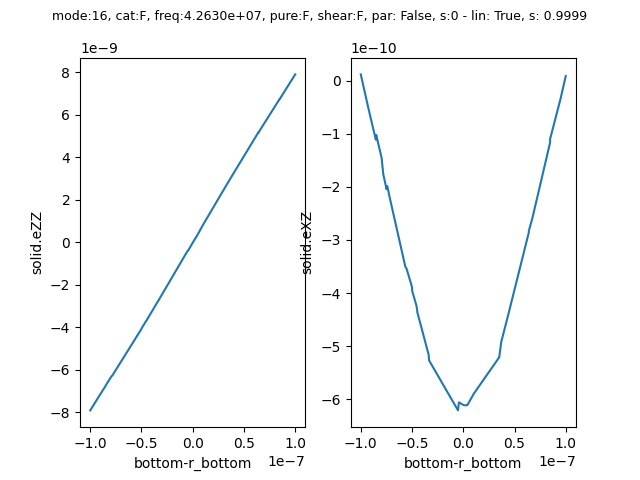 mode:16, cat:F, freq:4.2630e+07, pure:F, shear:F, par: False, s:0 - lin: True, s: 0.9999
1e−9
8
6
4
2
0
−2
−4
−6
−8
solid.eZZ
−1.0 −0.5 0.0 0.5 1.0
bottom-r_bottom 1e−7
1e−10
0
−1
−2
−3
−4
−5
−6
solid.eXZ
−1.0 −0.5 0.0 0.5 1.0
bottom-r_bottom 1e−7